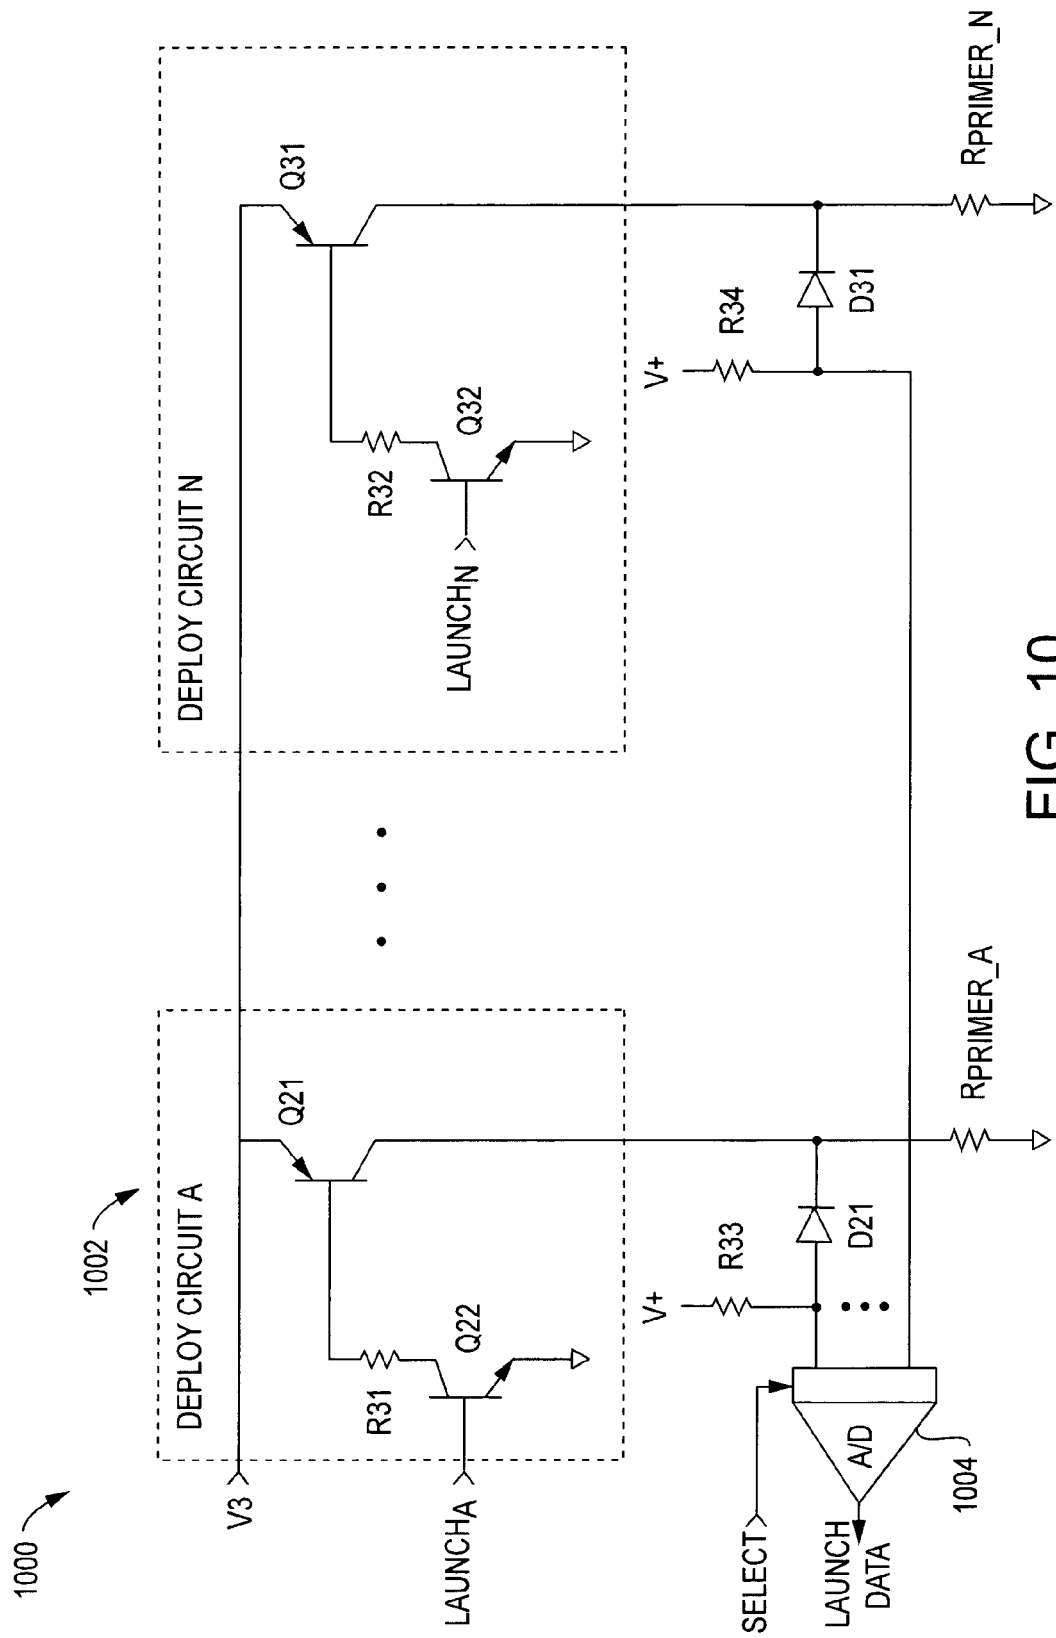 1000
1002
DEPLOY CIRCUIT A
DEPLOY CIRCUIT N
V3
Q21
Q31
R31
R32
Q22
Q32
LAUNCHA
LAUNCHN
V+
R33
V+
R34
D21
D31
SELECT
A/D
LAUNCH
DATA
1004
RPRIMER_A
RPRIMER_N
FIG. 10